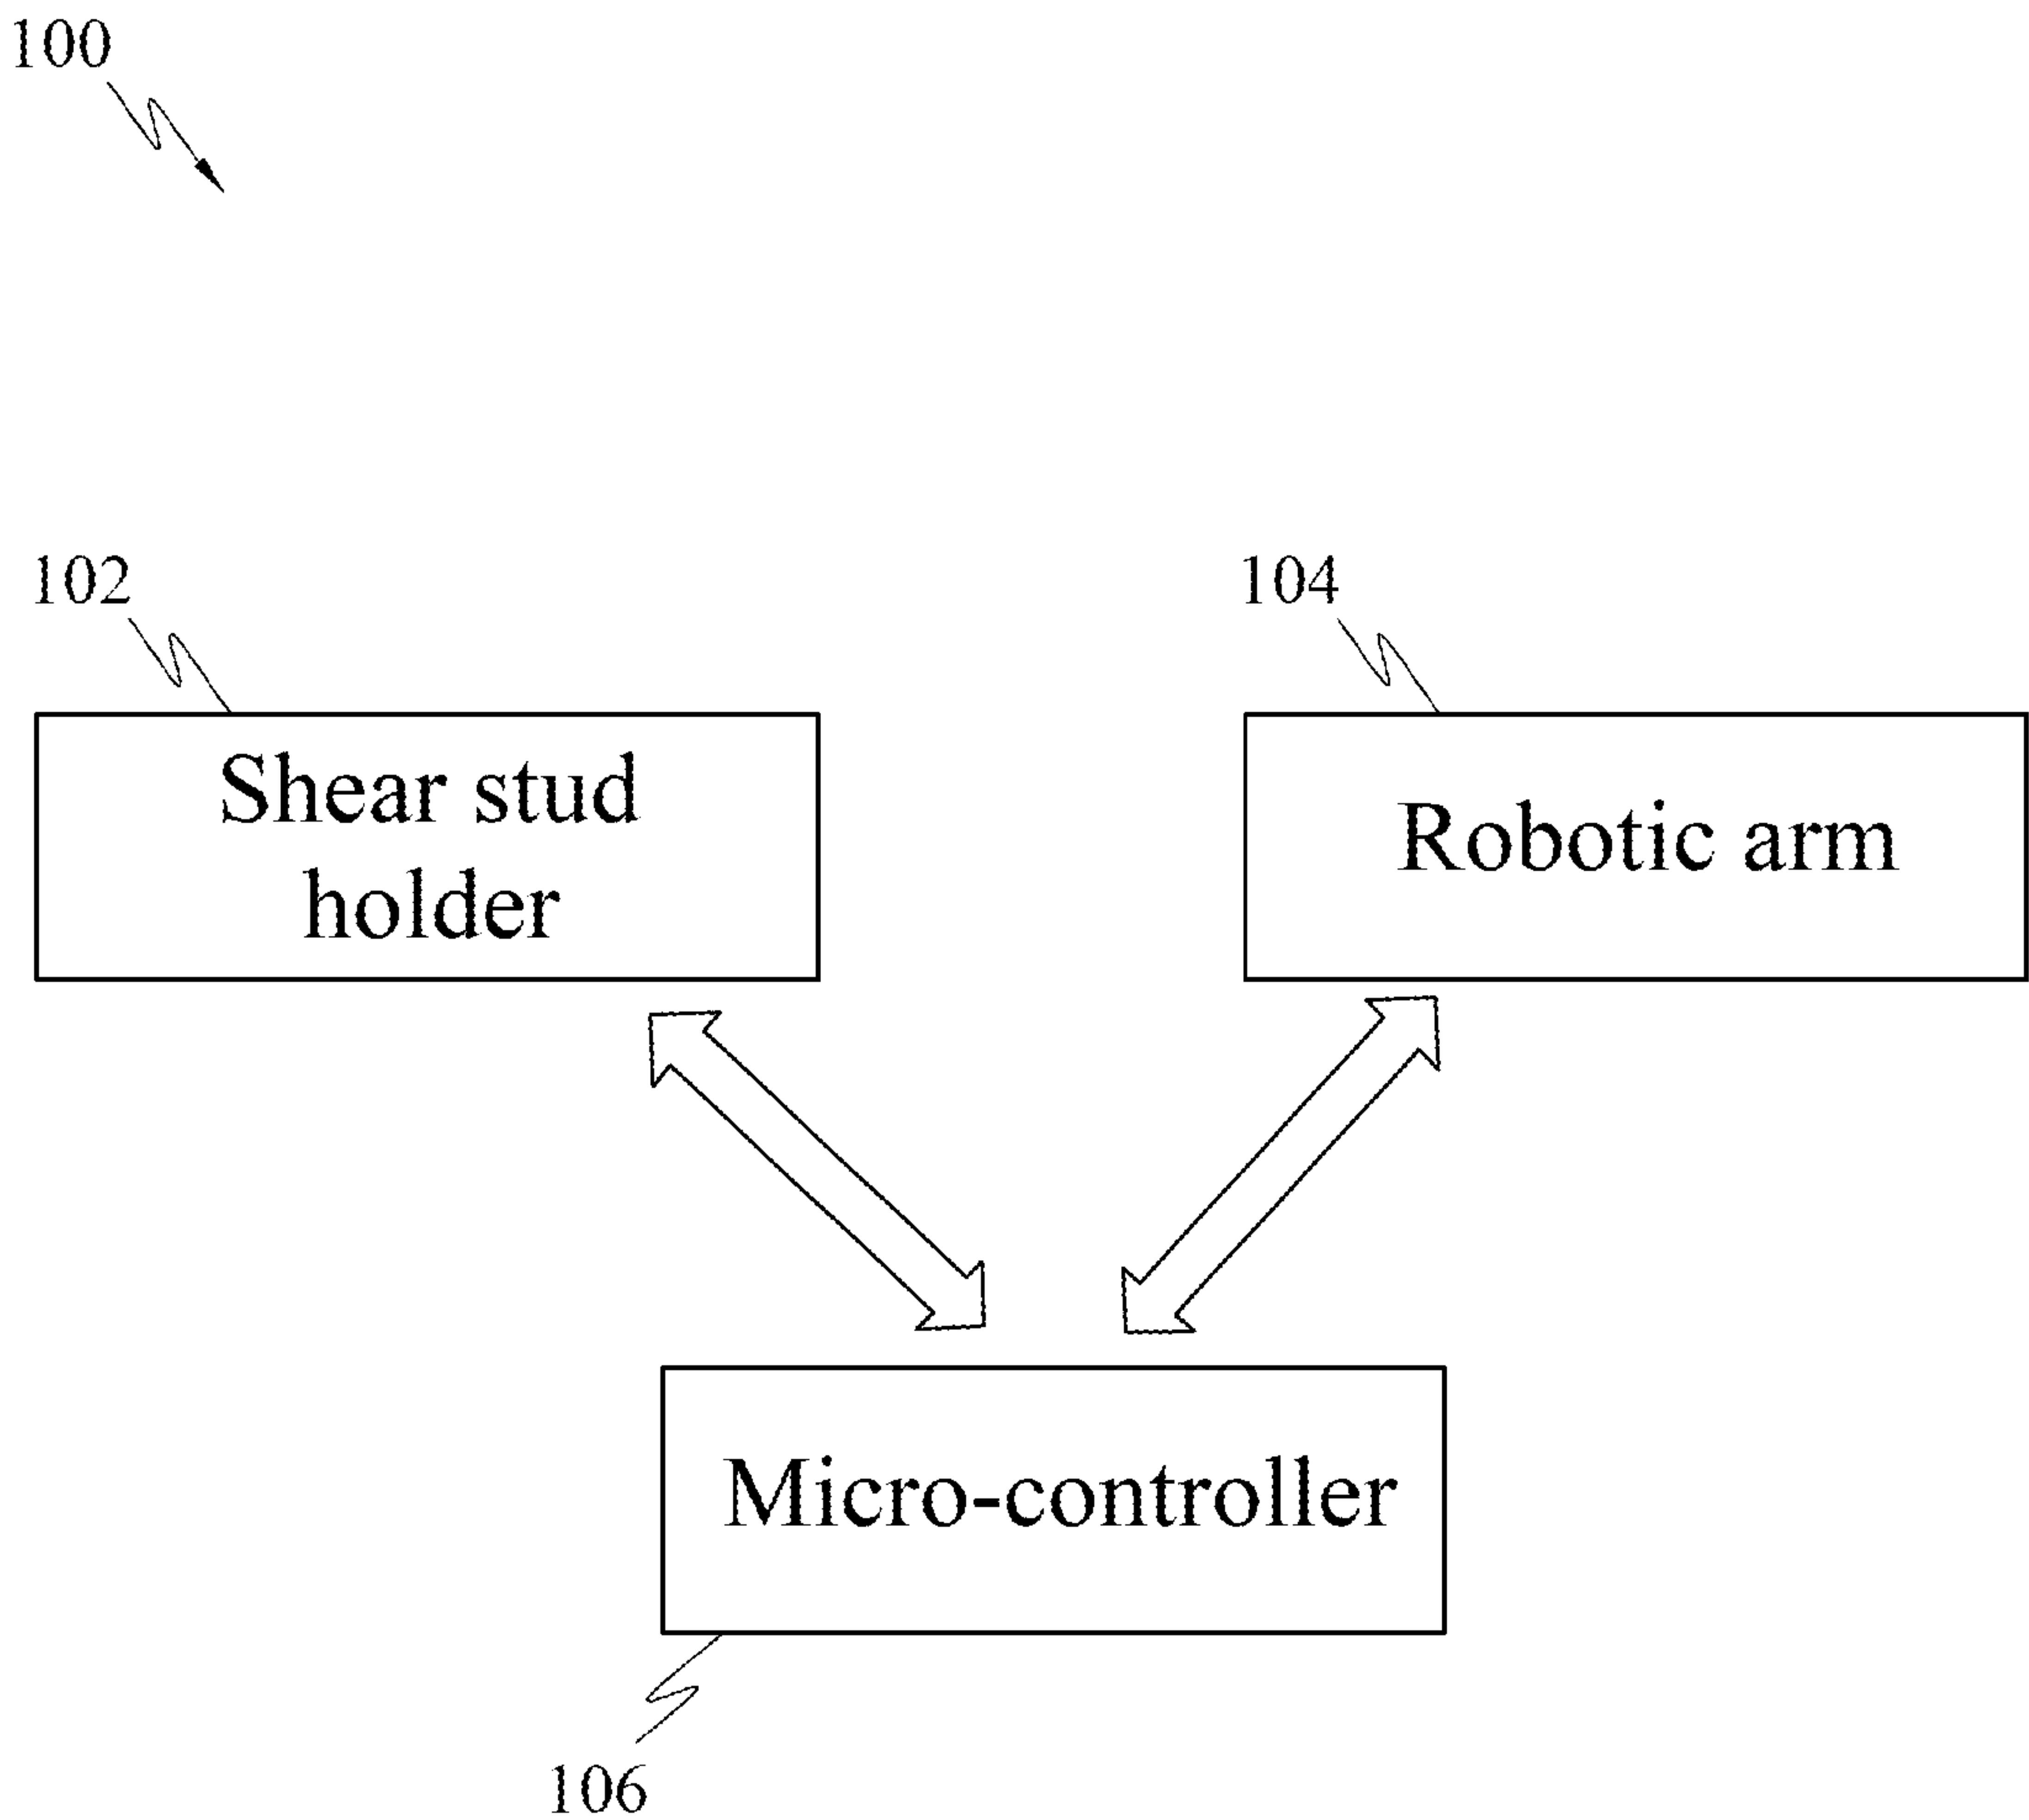 100
102
104
Shear stud
holder
Robotic arm
Micro-controller
106